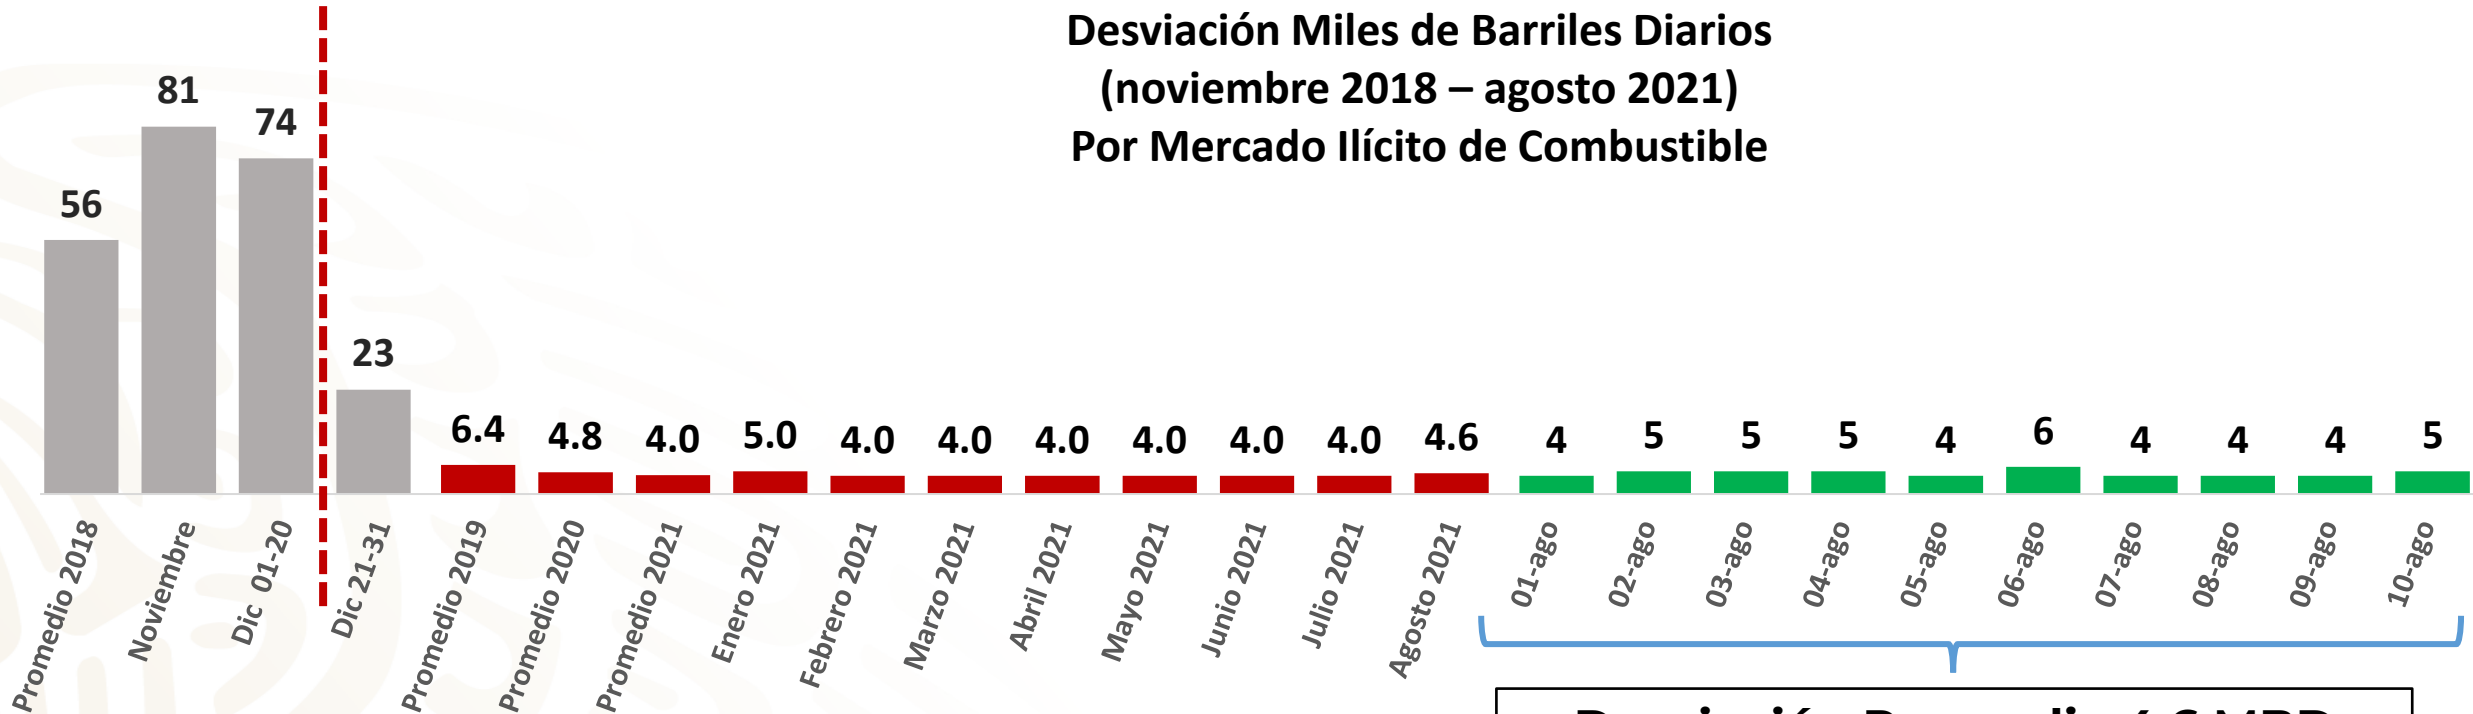 Desviación Miles de Barriles Diarios
(noviembre 2018 – agosto 2021)
Por Mercado Ilícito de Combustible
56
81
74
23
6.4
4.8
4.0
5.0
4.0
4.0
4.0
4.0
4.0
4.0
4.6
4
5
5
5
4
6
4
4
4
5
Promedio 2018
Noviembre
Dic 01-20
Dic 21-31
Promedio 2019
Promedio 2020
Promedio 2021
Enero 2021
Febrero 2021
Marzo 2021
Abril 2021
Mayo 2021
Junio 2021
Julio 2021
Agosto 2021
01-ago
02-ago
03-ago
04-ago
05-ago
06-ago
07-ago
08-ago
09-ago
10-ago